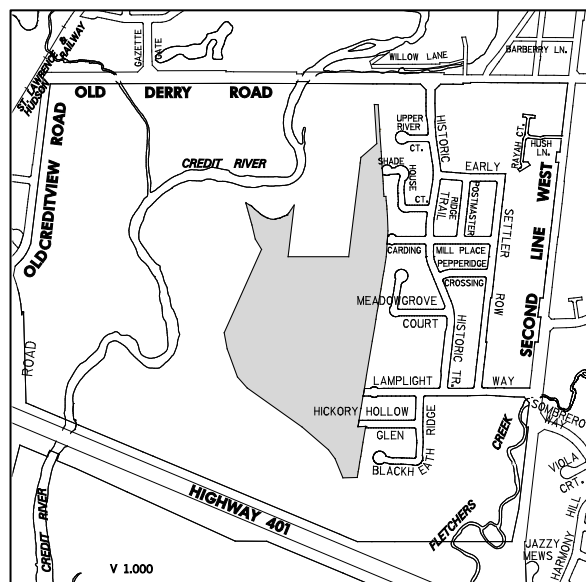 GAZETTE
GATE
ST. LAWRENCE &
HUDSON RAILWAY
WILLOW LANE
BARBERRY LN.
OLD DERRY ROAD
UPPER
RIVER
CT.
HISTORIC
TRAIL
RAYAH CT.
HUSH
LN.
CREDIT RIVER
SHADE
HOUSE
CT.
EARLY
SETTLER
ROW
OLD CREDITVIEW ROAD
RIDGE
POSTMASTER
SECOND LINE WEST
CARDING
MILL PLACE
PEPPERIDGE
CROSSING
MEADOWGROVE
COURT
HISTORIC TR.
ROAD
LAMPLIGHT WAY
HICKORY HOLLOW
GLEN
RIDGE
BLACKHEATH
SOMBRERO
WAY
FLETCHERS CREEK
VIOLA
CRT.
HIGHWAY 401
CREDIT RIVER
JAZZY
MEWS
HARMONY HILL
V 1.000